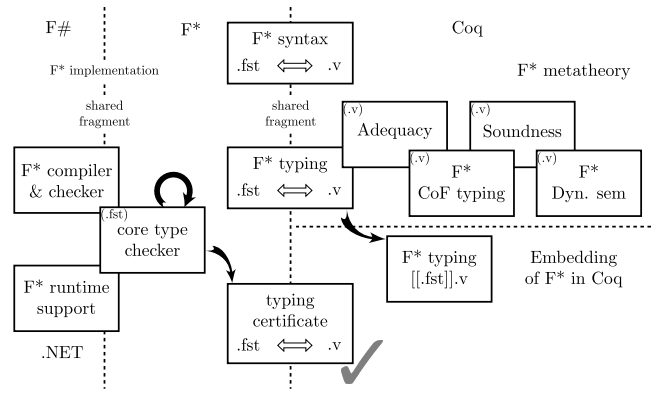 F#
F*
Coq
F* syntax
.fst .v
F* implementation
F* metatheory
shared
fragment
shared
fragment
(.v)
Adequacy
(.v)
Soundness
F* compiler
& checker
F* typing
.fst .v
(.v)
F*
CoF typing
(.v)
F*
Dyn. sem
(.fst)
core type
checker
F* typing
[[.fst]].v
Embedding
of F* in Coq
F* runtime
support
typing
certificate
.fst .v
.NET